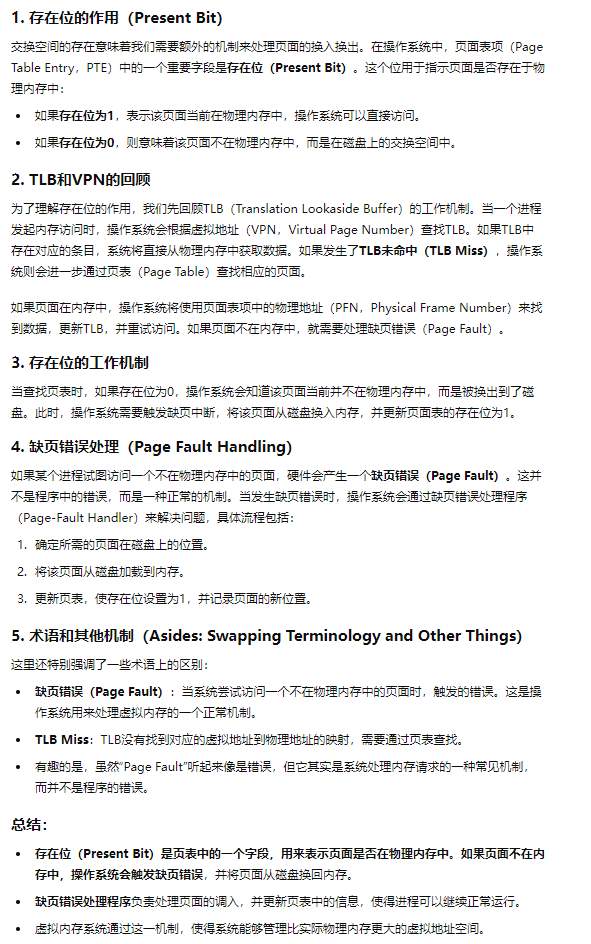 1. 存在位的作用（Present Bit）
交换空间的存在意味着我们需要额外的机制来处理页面的换入换出。在操作系统中，页面表项（Page
Table Entry，PTE）中的一个重要字段是存在位（Present Bit）。这个位用于指示页面是否存在于物
理内存中：
• 如果存在位为1，表示该页面当前在物理内存中，操作系统可以直接访问。
• 如果存在位为0，则意味着该页面不在物理内存中，而是在磁盘上的交换空间中。
2. TLB和VPN的回顾
为了理解存在位的作用，我们先回顾TLB（Translation Lookaside Buffer）的工作机制。当一个进程
发起内存访问时，操作系统会根据虚拟地址（VPN，Virtual Page Number）查找TLB。如果TLB中
存在对应的条目，系统将直接从物理内存中获取数据。如果发生了TLB未命中（TLB Miss），操作系
统则会进一步通过页表（Page Table）查找相应的页面。
如果页面在内存中，操作系统将使用页面表项中的物理地址（PFN，Physical Frame Number）来找
到数据，更新TLB，并重试访问。如果页面不在内存中，就需要处理缺页错误（Page Fault）。
3. 存在位的工作机制
当查找页表时，如果存在位为0，操作系统会知道该页面当前并不在物理内存中，而是被换出到了磁
盘。此时，操作系统需要触发缺页中断，将该页面从磁盘换入内存，并更新页面表的存在位为1。
4. 缺页错误处理（Page Fault Handling）
如果某个进程试图访问一个不在物理内存中的页面，硬件会产生一个缺页错误（Page Fault）。这并
不是程序中的错误，而是一种正常的机制。当发生缺页错误时，操作系统会通过缺页错误处理程序
（Page-Fault Handler）来解决问题，具体流程包括：
1. 确定所需的页面在磁盘上的位置。
2. 将该页面从磁盘加载到内存。
3. 更新页表，使存在位设置为1，并记录页面的新位置。
5. 术语和其他机制（Asides: Swapping Terminology and Other Things）
这里还特别强调了一些术语上的区别：
• 缺页错误（Page Fault）：当系统尝试访问一个不在物理内存中的页面时，触发的错误。这是操
作系统用来处理虚拟内存的一个正常机制。
• TLB Miss：TLB没有找到对应的虚拟地址到物理地址的映射，需要通过页表查找。
• 有趣的是，虽然“Page Fault”听起来像是错误，但它其实是系统处理内存请求的一种常见机制，
而并不是程序的错误。
总结：
• 存在位（Present Bit）是页表中的一个字段，用来表示页面是否在物理内存中。如果页面不在内
存中，操作系统会触发缺页错误，并将页面从磁盘换回内存。
• 缺页错误处理程序负责处理页面的调入，并更新页表中的信息，使得进程可以继续正常运行。
• 虚拟内存系统通过这一机制，使得系统能够管理比实际物理内存更大的虚拟地址空间。